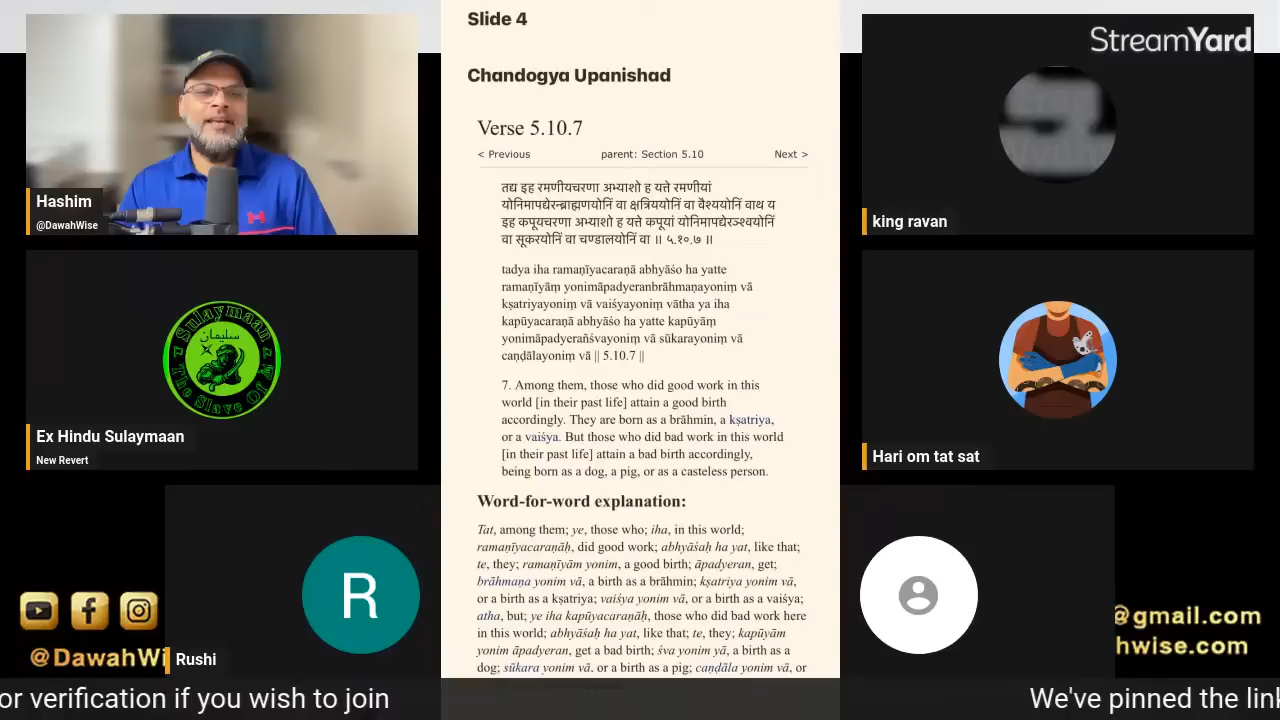 StreamYard
Hashim
@DawahWise
king ravan
سليمان
Sulaymaan
The Slave Of A
Ex Hindu Sulaymaan
New Revert
Hari om tat sat
R
Rushi
@DawahWi
@gmail.com
hwise.com
Slide 4
Chandogya Upanishad
Verse 5.10.7
< Previous parent: Section 5.10 Next >
तद्य इह रमणीयचरणा अभ्याशो ह यत्ते रमणीयां
योनिमापद्येरन्ब्राह्मणयोनिं वा क्षत्रिययोनिं वा वैश्ययोनिं वाथ य
इह कपूयचरणा अभ्याशो ह यत्ते कपूयां योनिमापद्येरञ्श्वयोनिं
वा सूकरयोनिं वा चण्डालयोनिं वा ॥ ५.१०.७ ॥
tadya iha ramaṇīyacaraṇā abhyāśo ha yatte
ramaṇīyāṃ yonimāpadyeranbrāhmaṇayoniṃ vā
kṣatriyayoniṃ vā vaiśyayoniṃ vātha ya iha
kapūyacaraṇā abhyāśo ha yatte kapūyāṃ
yonimāpadyerañśvayoniṃ vā sūkarayoniṃ vā
caṇḍālayoniṃ vā || 5.10.7 ||
7. Among them, those who did good work in this
world [in their past life] attain a good birth
accordingly. They are born as a brāhmin, a kṣatriya,
or a vaiśya. But those who did bad work in this world
[in their past life] attain a bad birth accordingly,
being born as a dog, a pig, or as a casteless person.
Word-for-word explanation:
Tat, among them; ye, those who; iha, in this world;
ramaṇīyacaraṇāḥ, did good work; abhyāśaḥ ha yat, like that;
te, they; ramaṇīyām yonim, a good birth; āpadyeran, get;
brāhmaṇa yonim vā, a birth as a brāhmin; kṣatriya yonim vā,
or a birth as a kṣatriya; vaiśya yonim vā, or a birth as a vaiśya;
atha, but; ye iha kapūyacaraṇāḥ, those who did bad work here
in this world; abhyāśaḥ ha yat, like that; te, they; kapūyām
yonim āpadyeran, get a bad birth; śva yonim yā, a birth as a
dog; sūkara yonim vā, or a birth as a pig; caṇḍāla yonim vā, or
or verification if you wish to join
We've pinned the lin